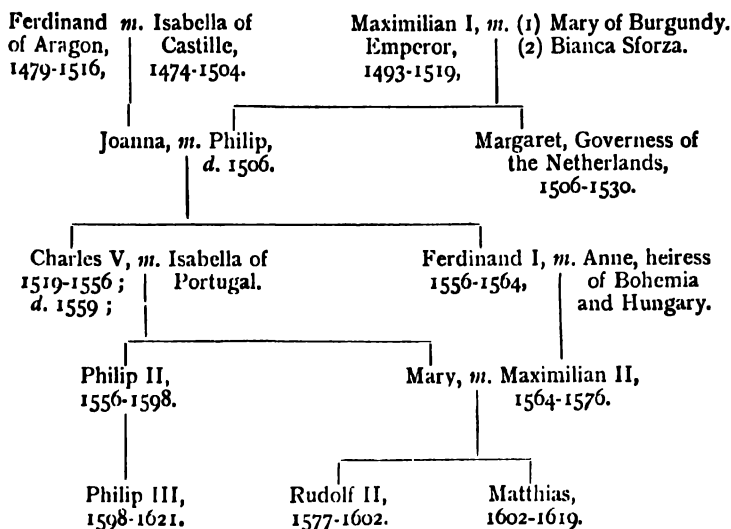 Ferdinand m. Isabella of
of Aragon, Castille,
1479-1516, 1474-1504.
Maximilian I, m. (1) Mary of Burgundy.
Emperor, (2) Bianca Sforza.
1493-1519,
Joanna, m. Philip,
d. 1506.
Margaret, Governess of
the Netherlands,
1506-1530.
Charles V, m. Isabella of
1519-1556; Portugal.
d. 1559;
Ferdinand I, m. Anne, heiress
1556-1564, of Bohemia
and Hungary.
Philip II,
1556-1598.
Mary, m. Maximilian II,
1564-1576.
Philip III,
1598-1621.
Rudolf II,
1577-1602.
Matthias,
1602-1619.